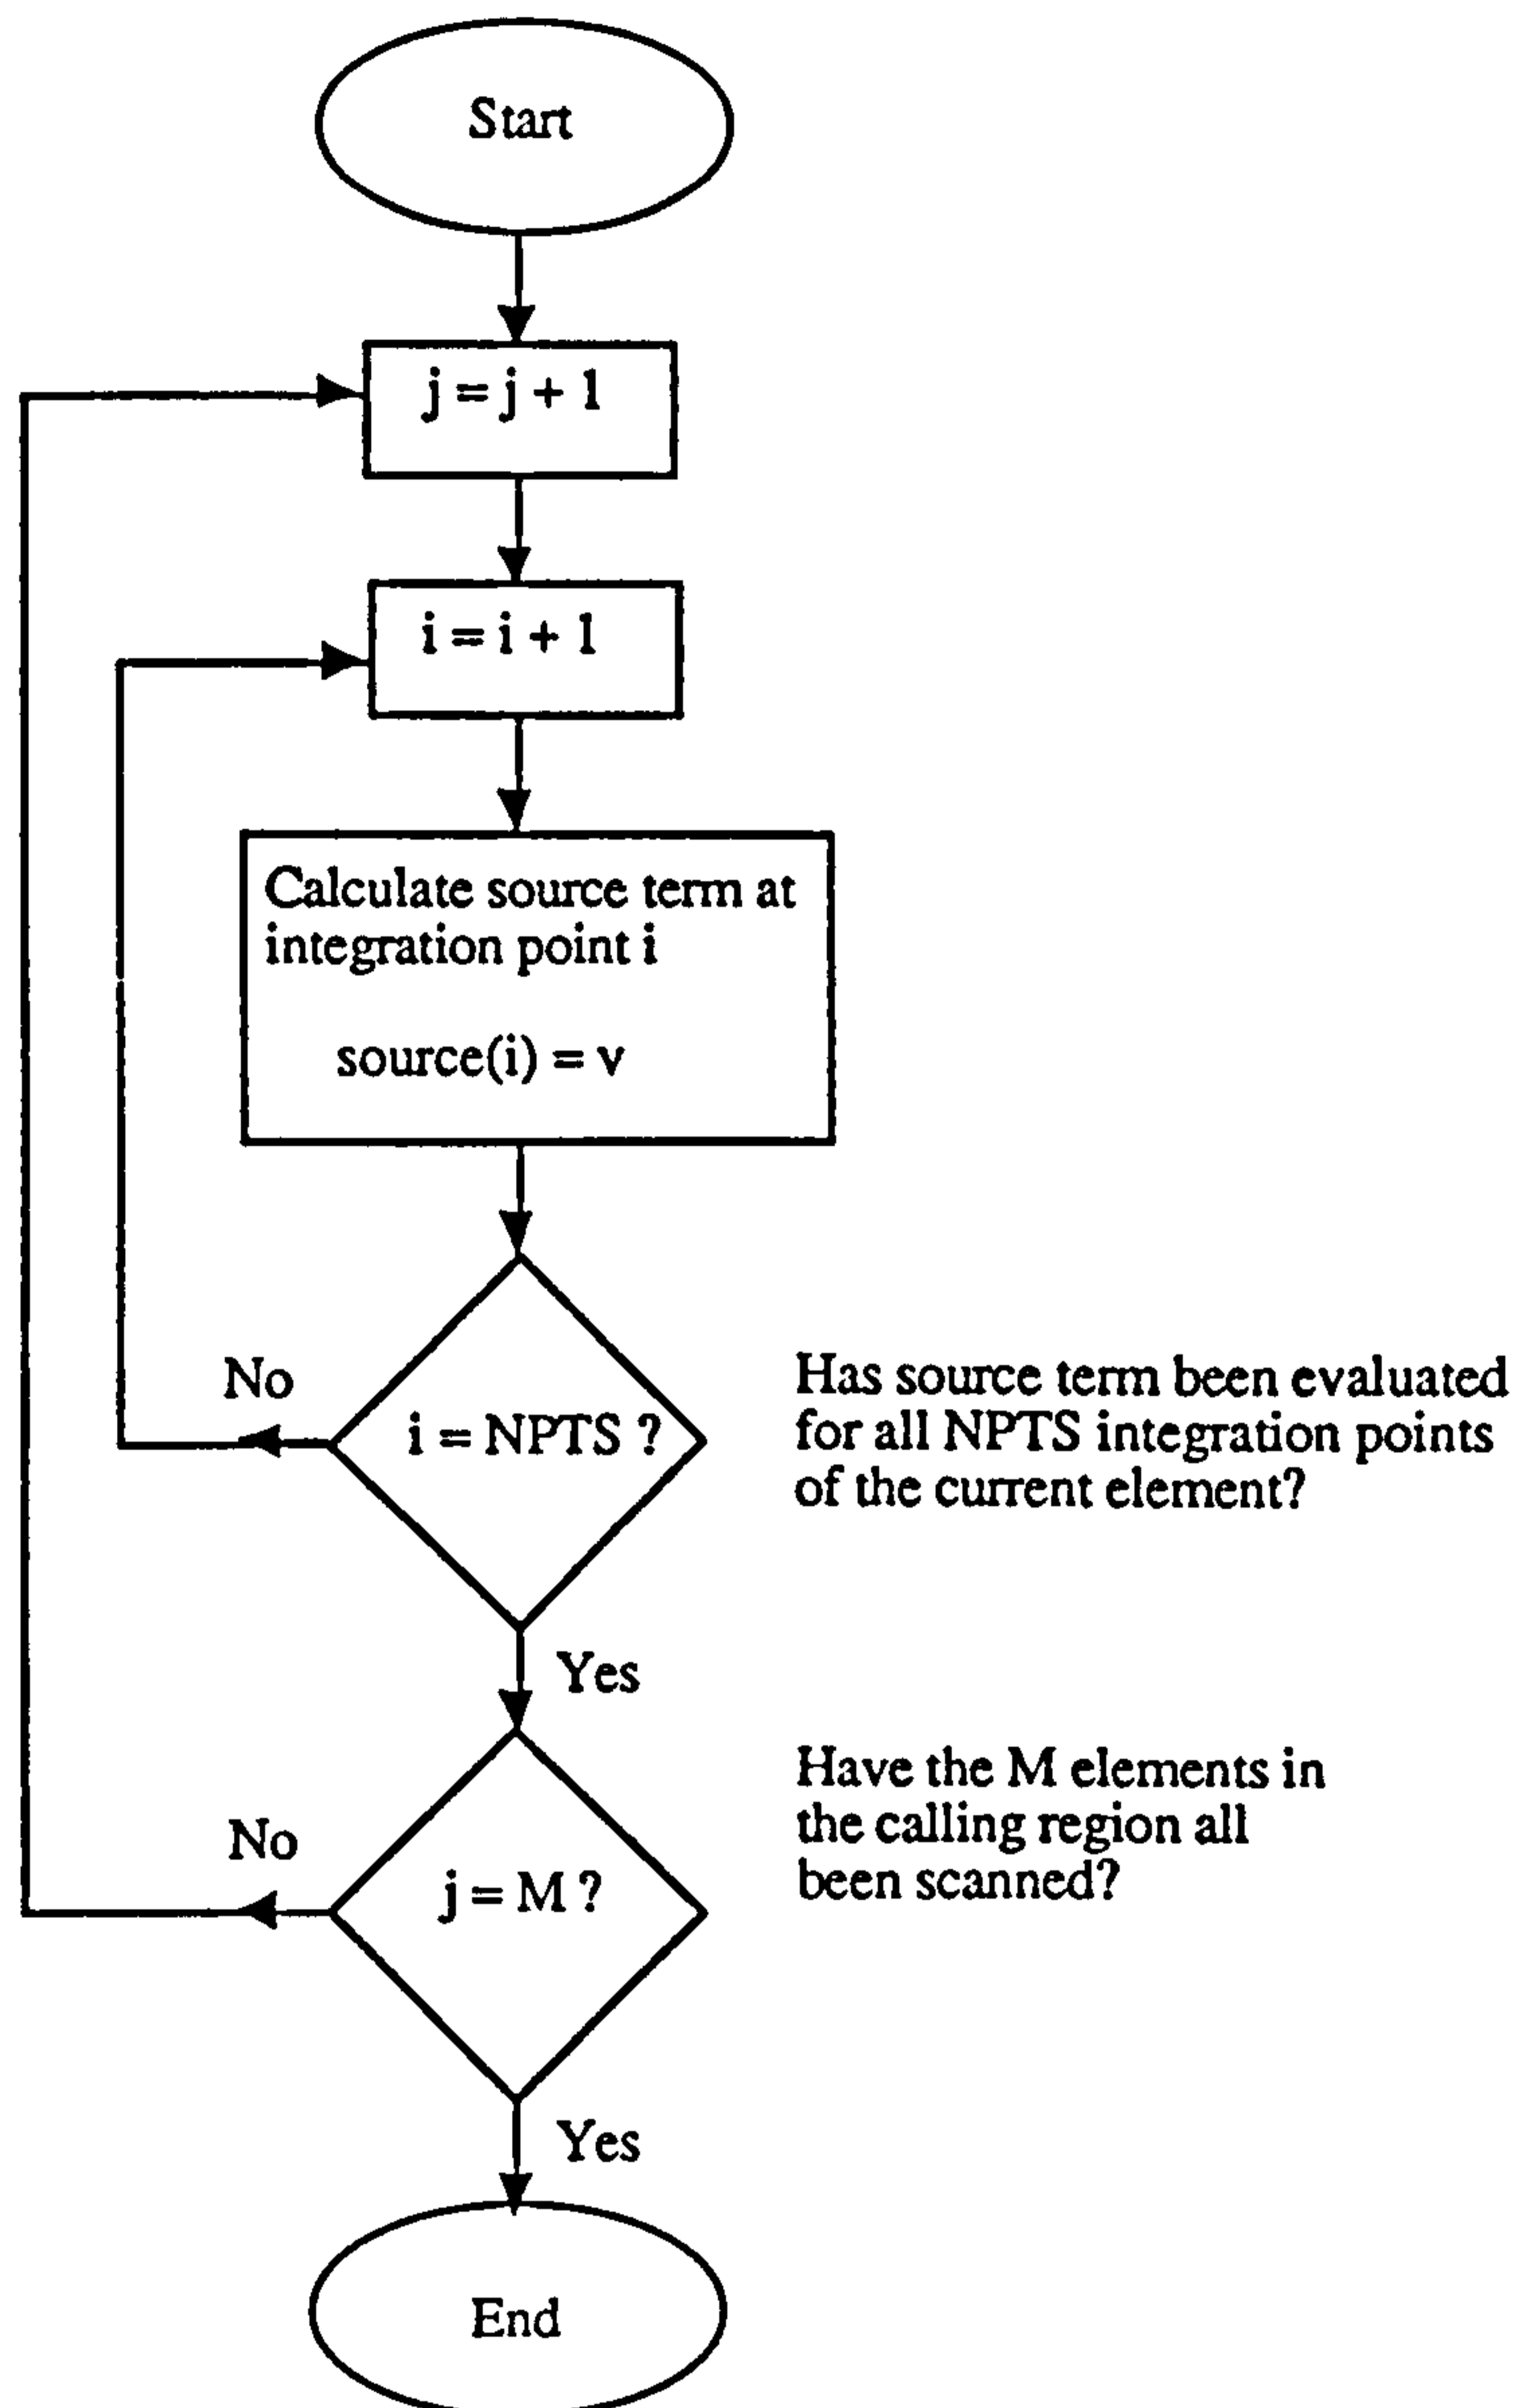 Start
j = j + 1
i = i + 1
Calculate source term at
integration point i
source(i) = v
No
i = NPTS ?
Has source term been evaluated
for all NPTS integration points
of the current element?
Yes
Have the M elements in
the calling region all
been scanned?
No
j = M ?
Yes
End